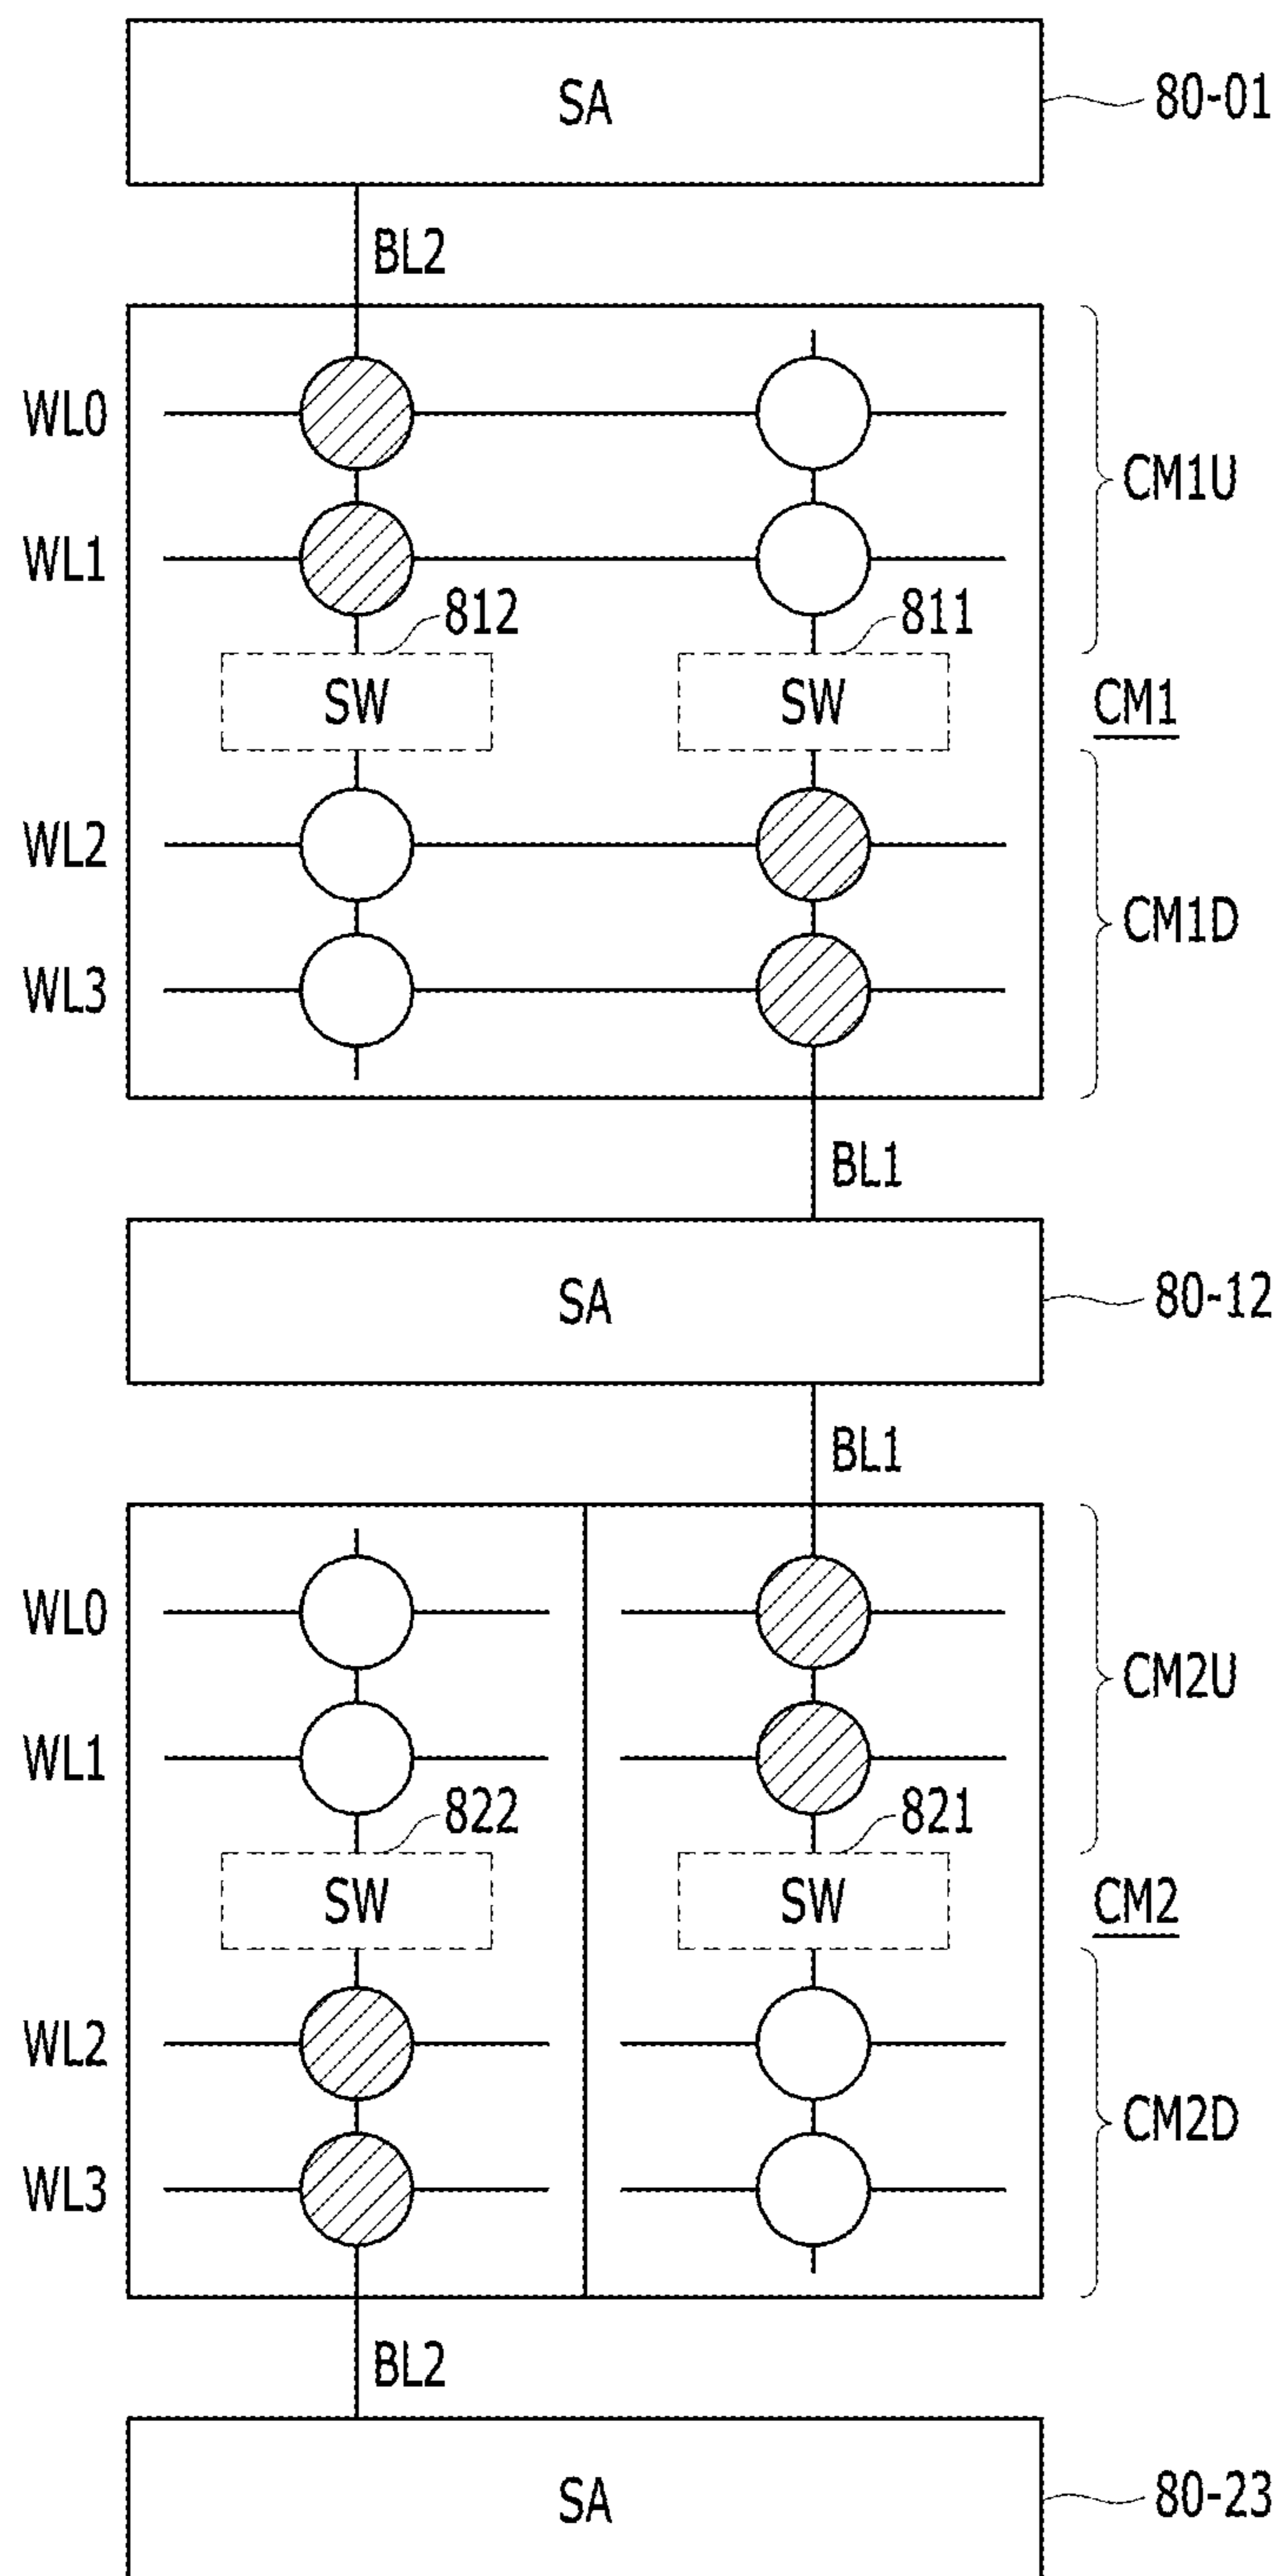 SA 80-01
BL2
WL0
CM1U
WL1
812 811
SW SW CM1
WL2
CM1D
WL3
BL1
SA 80-12
BL1
WL0
CM2U
WL1
822 821
SW SW CM2
WL2
CM2D
WL3
BL2
SA 80-23